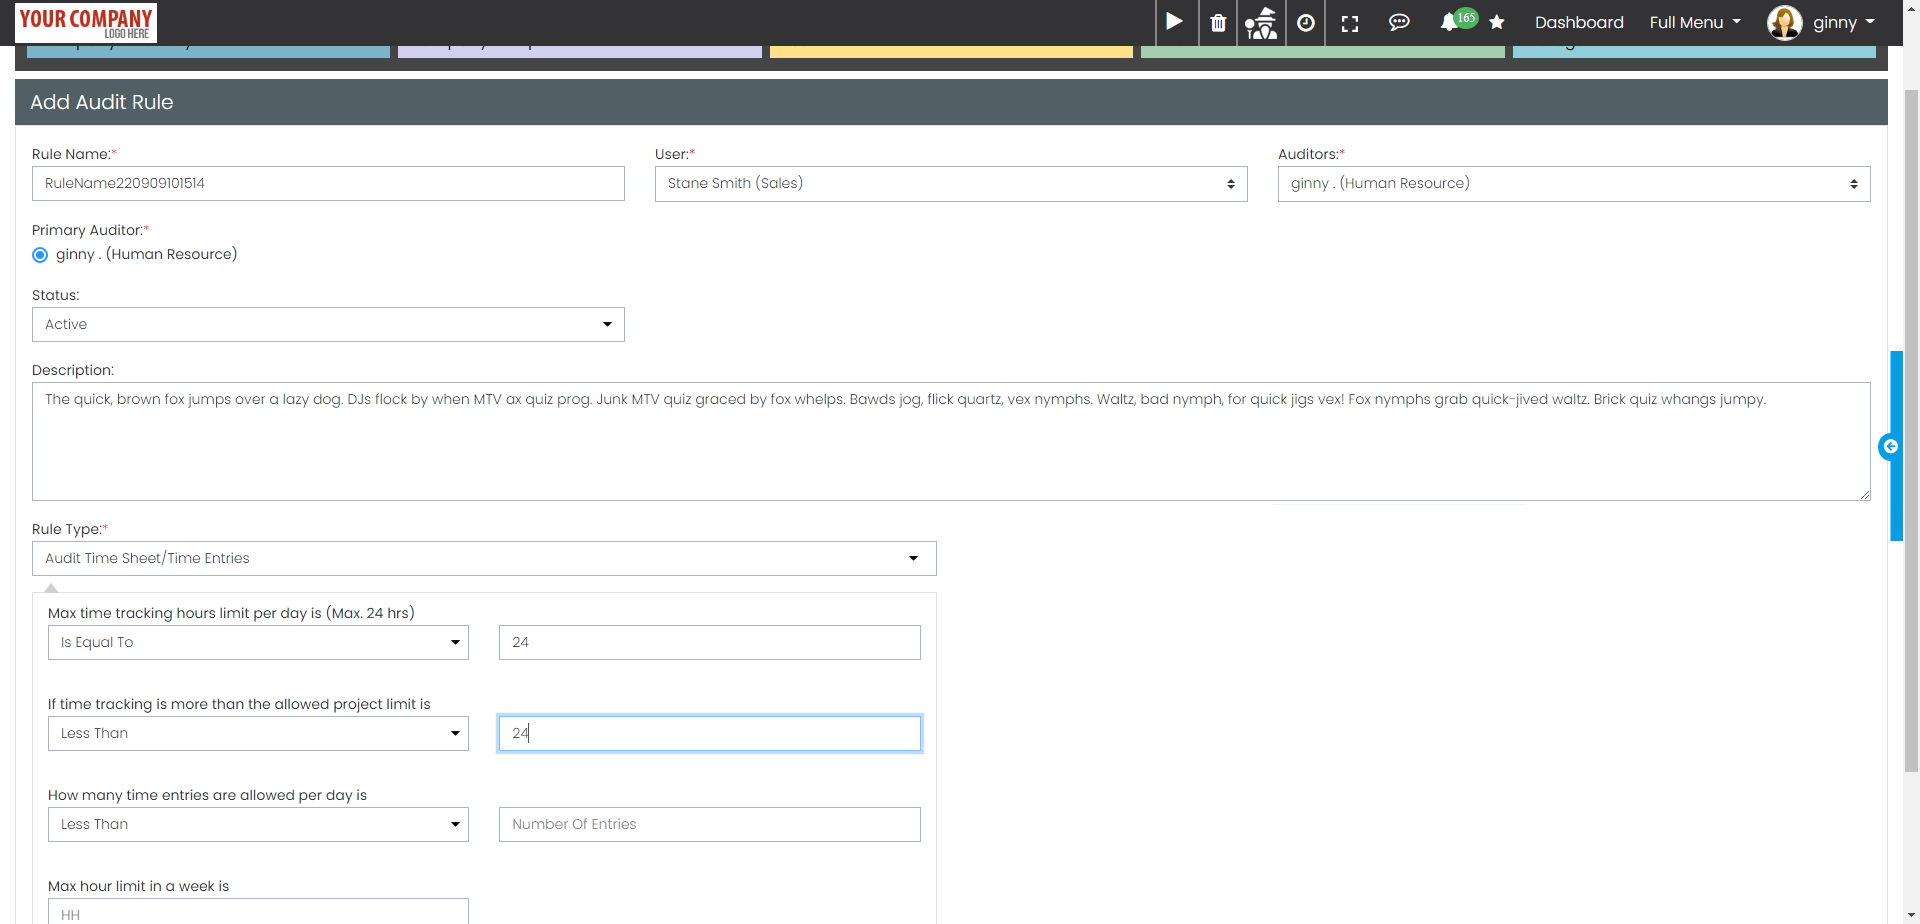 YOUR COMPANY
LOGO HERE
165
Dashboard
Full Menu
ginny
Add Audit Rule
Rule Name:*
User:*
Auditors:*
RuleName220909101514
Stane Smith (Sales)
ginny . (Human Resource)
Primary Auditor:*
ginny . (Human Resource)
Status:
Active
Description:
The quick, brown fox jumps over a lazy dog. DJs flock by when MTV ax quiz prog. Junk MTV quiz graced by fox whelps. Bawds jog, flick quartz, vex nymphs. Waltz, bad nymph, for quick jigs vex! Fox nymphs grab quick-jived waltz. Brick quiz whangs jumpy.
Rule Type:*
Audit Time Sheet/Time Entries
Max time tracking hours limit per day is (Max. 24 hrs)
Is Equal To
24
If time tracking is more than the allowed project limit is
Less Than
24
How many time entries are allowed per day is
Less Than
Number Of Entries
Max hour limit in a week is
HH